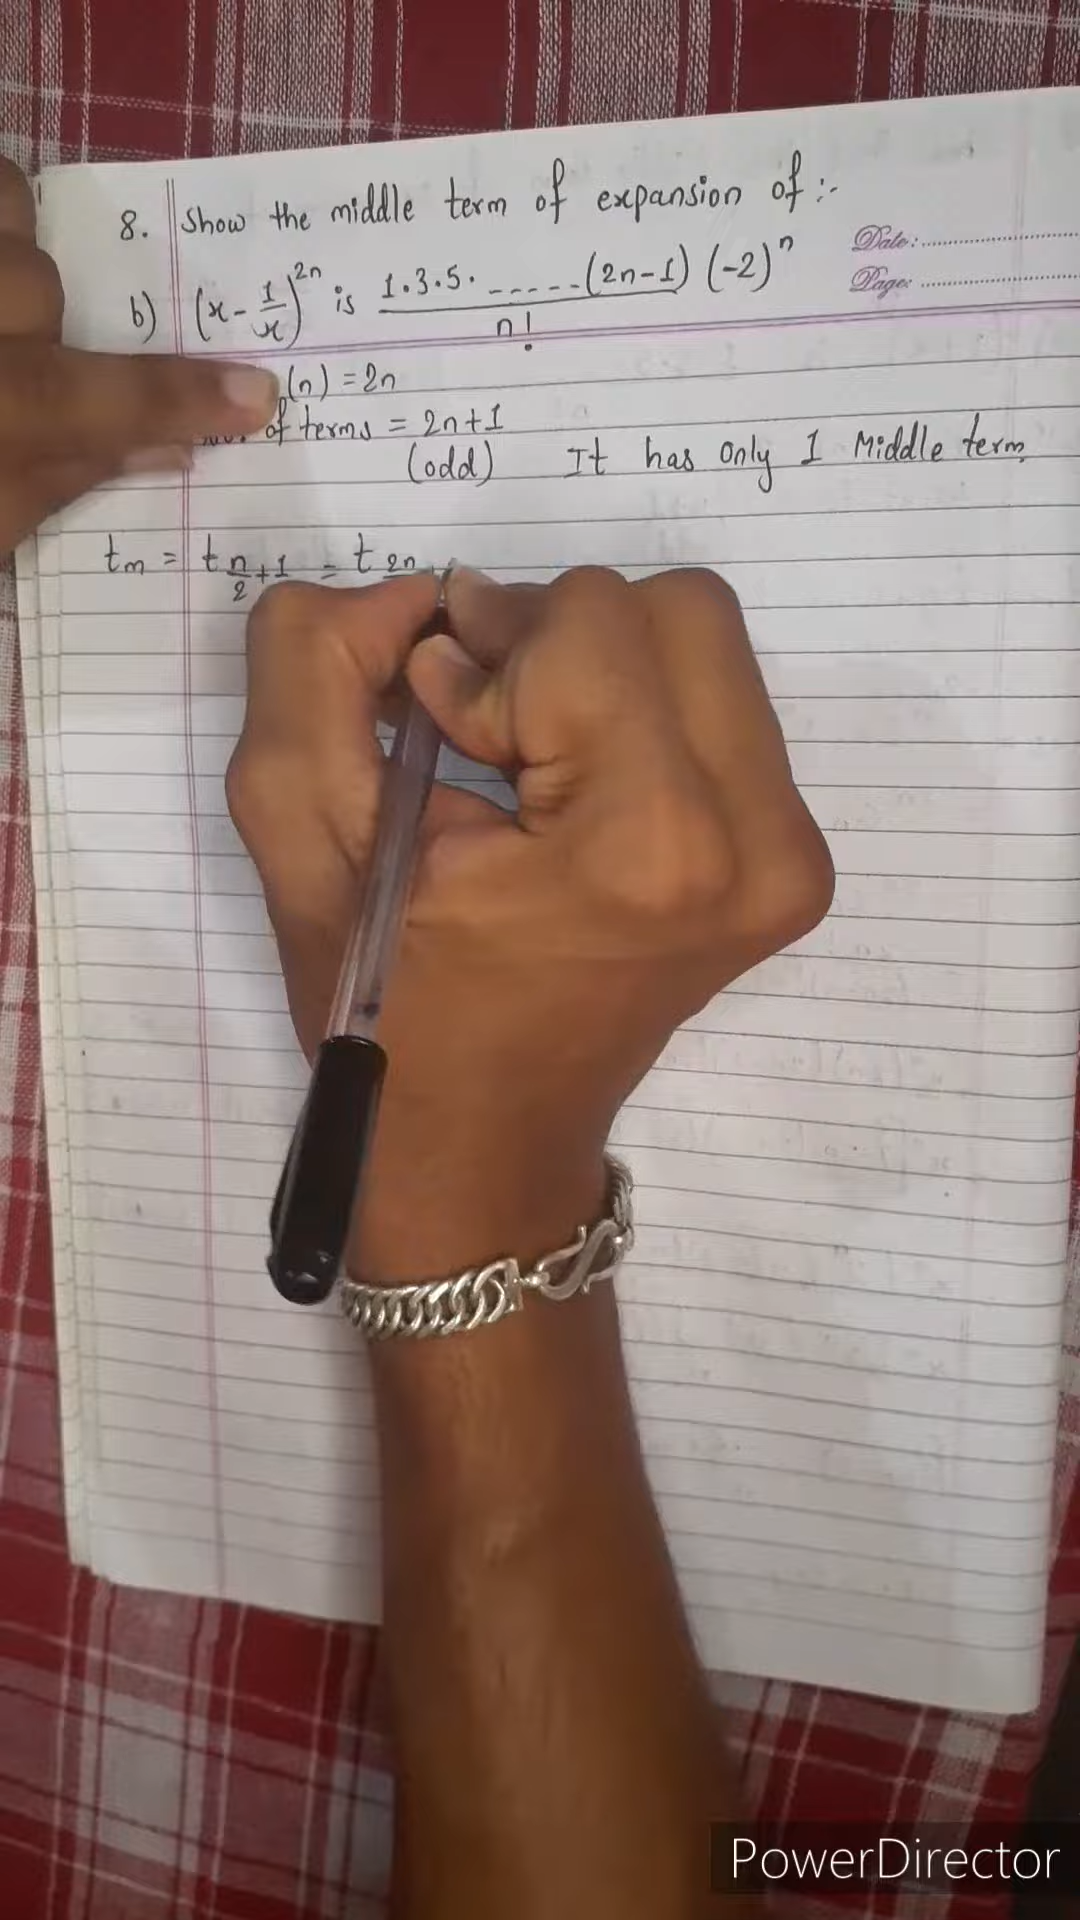 8. Show the middle term of expansion of :-
Date:
b) (x - 1/x)^2n is 1.3.5. ------(2n-1) (-2)^n / n!
Page:
(n) = 2n
of terms = 2n+1
(odd) It has only 1 Middle term.
tm = t n/2 +1 = t 2n
PowerDirector